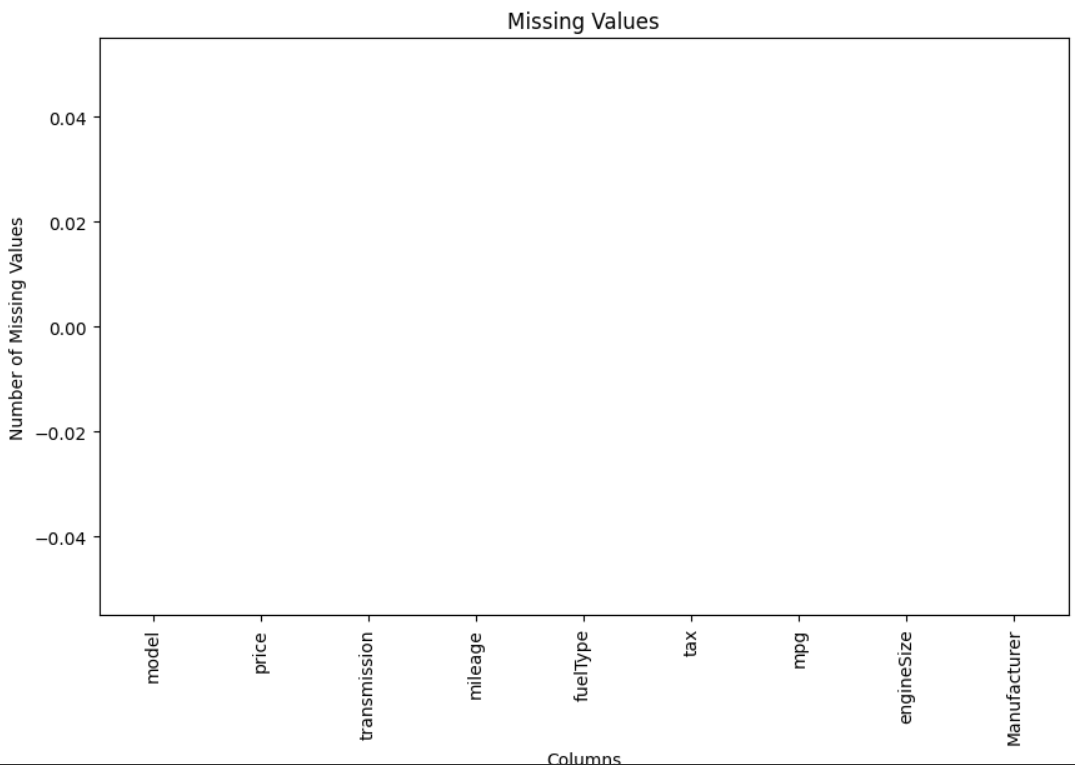 Missing Values
Number of Missing Values
0.04
0.02
0.00
−0.02
−0.04
model
price
transmission
mileage
fuelType
tax
mpg
engineSize
Manufacturer
Columns